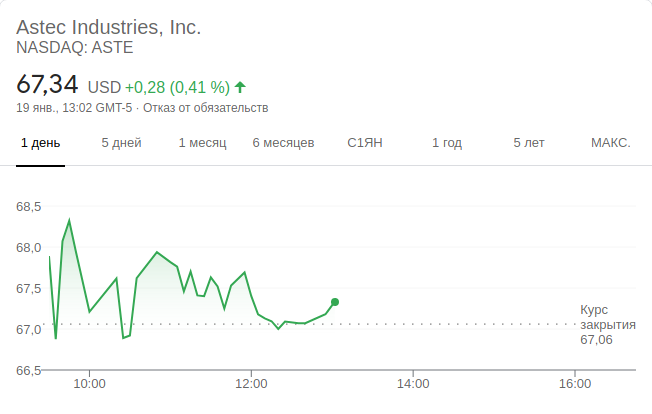 Astec Industries, Inc.
NASDAQ: ASTE
67,34 USD +0,28 (0,41 %)
19 янв., 13:02 GMT-5 · Отказ от обязательств
1 день 5 дней 1 месяц 6 месяцев С1ЯН 1 год 5 лет МАКС.
68,5
68,0
67,5
67,0
66,5
Курс
закрытия
67,06
10:00 12:00 14:00 16:00